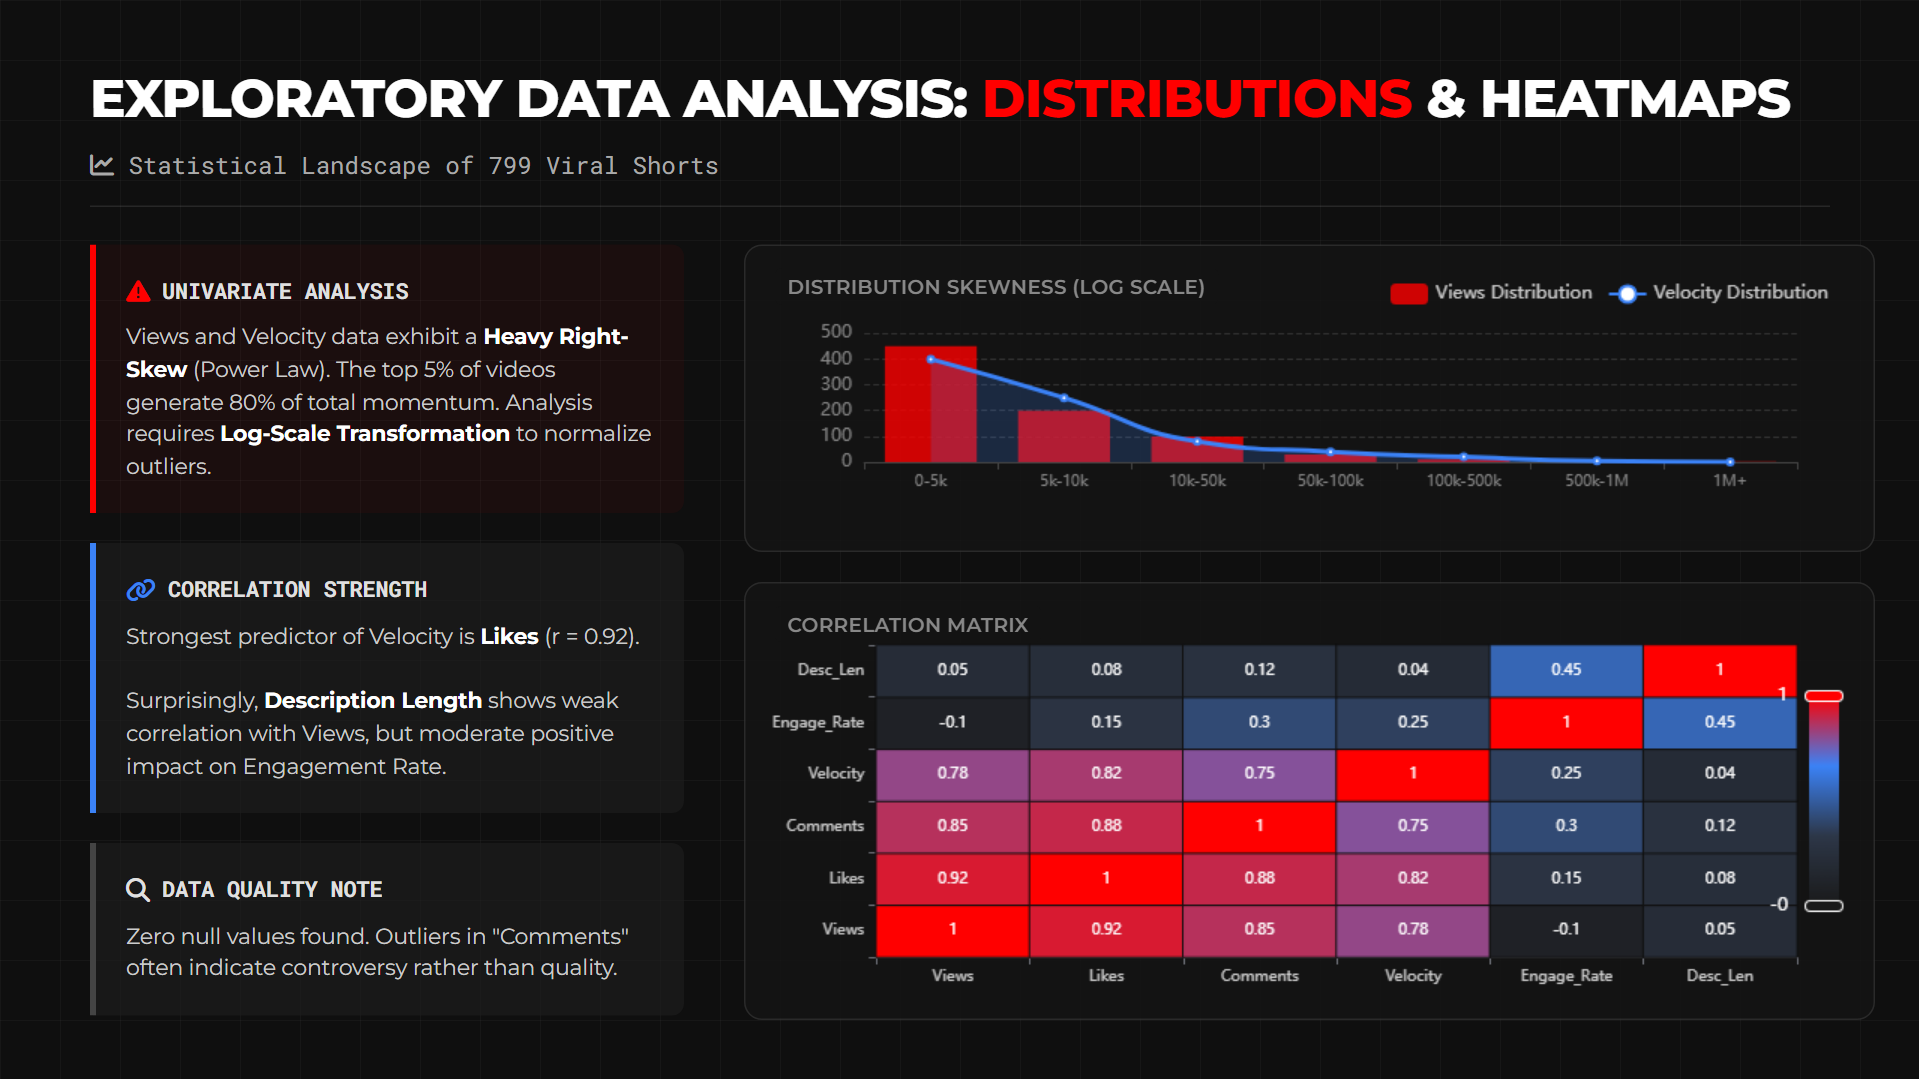 EXPLORATORY DATA ANALYSIS: DISTRIBUTIONS & HEATMAPS
Statistical Landscape of 799 Viral Shorts
UNIVARIATE ANALYSIS
Views and Velocity data exhibit a Heavy Right-
Skew (Power Law). The top 5% of videos
generate 80% of total momentum. Analysis
requires Log-Scale Transformation to normalize
outliers.
CORRELATION STRENGTH
Strongest predictor of Velocity is Likes (r = 0.92).
Surprisingly, Description Length shows weak
correlation with Views, but moderate positive
impact on Engagement Rate.
DATA QUALITY NOTE
Zero null values found. Outliers in "Comments"
often indicate controversy rather than quality.
DISTRIBUTION SKEWNESS (LOG SCALE)
Views Distribution Velocity Distribution
500
400
300
200
100
0
0-5k 5k-10k 10k-50k 50k-100k 100k-500k 500k-1M 1M+
CORRELATION MATRIX
Desc_Len 0.05 0.08 0.12 0.04 0.45 1
1
Engage_Rate -0.1 0.15 0.3 0.25 1 0.45
Velocity 0.78 0.82 0.75 1 0.25 0.04
Comments 0.85 0.88 1 0.75 0.3 0.12
Likes 0.92 1 0.88 0.82 0.15 0.08
-0
Views 1 0.92 0.85 0.78 -0.1 0.05
Views Likes Comments Velocity Engage_Rate Desc_Len